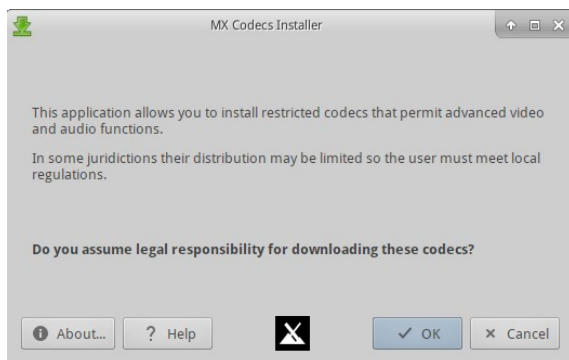 MX Codecs Installer
This application allows you to install restricted codecs that permit advanced video
and audio functions.
In some juridictions their distribution may be limited so the user must meet local
regulations.
Do you assume legal responsibility for downloading these codecs?
About... ? Help OK Cancel